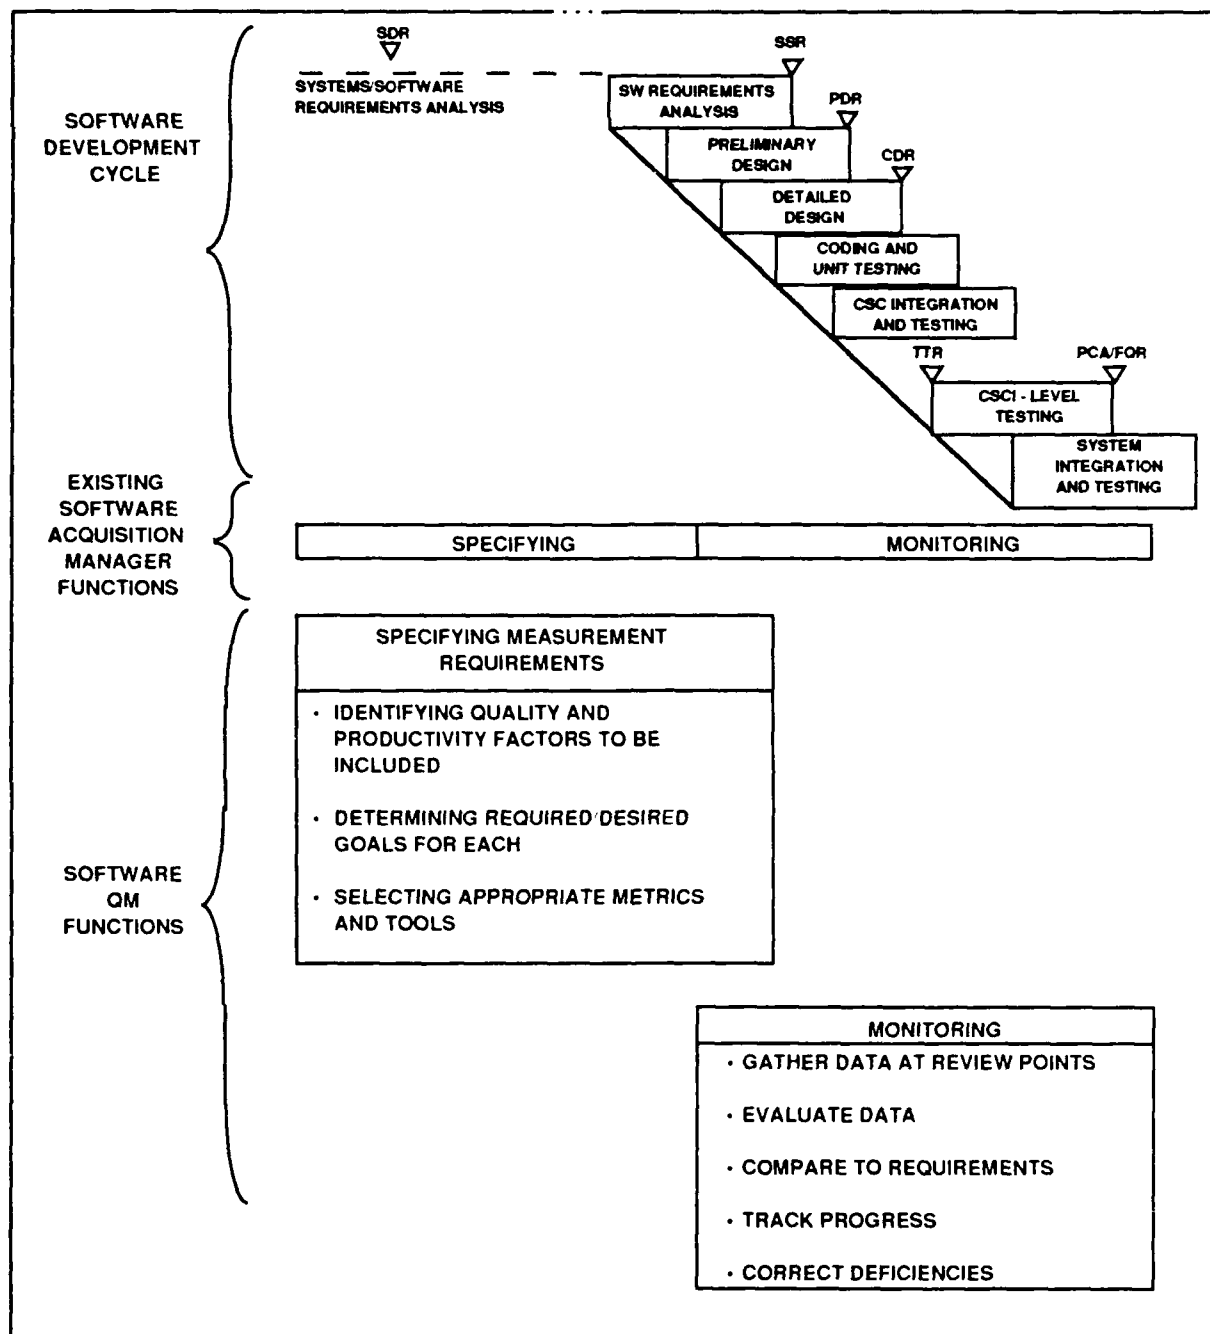 SDR
SYSTEMS/SOFTWARE
REQUIREMENTS ANALYSIS
SSR
SW REQUIREMENTS
ANALYSIS
PDR
PRELIMINARY
DESIGN
CDR
DETAILED
DESIGN
CODING AND
UNIT TESTING
CSC INTEGRATION
AND TESTING
TTR
PCA/FQR
CSCI - LEVEL
TESTING
SYSTEM
INTEGRATION
AND TESTING
SOFTWARE
DEVELOPMENT
CYCLE
EXISTING
SOFTWARE
ACQUISITION
MANAGER
FUNCTIONS
SPECIFYING
MONITORING
SOFTWARE
QM
FUNCTIONS
SPECIFYING MEASUREMENT
REQUIREMENTS
• IDENTIFYING QUALITY AND
PRODUCTIVITY FACTORS TO BE
INCLUDED
• DETERMINING REQUIRED/DESIRED
GOALS FOR EACH
• SELECTING APPROPRIATE METRICS
AND TOOLS
MONITORING
• GATHER DATA AT REVIEW POINTS
• EVALUATE DATA
• COMPARE TO REQUIREMENTS
• TRACK PROGRESS
• CORRECT DEFICIENCIES